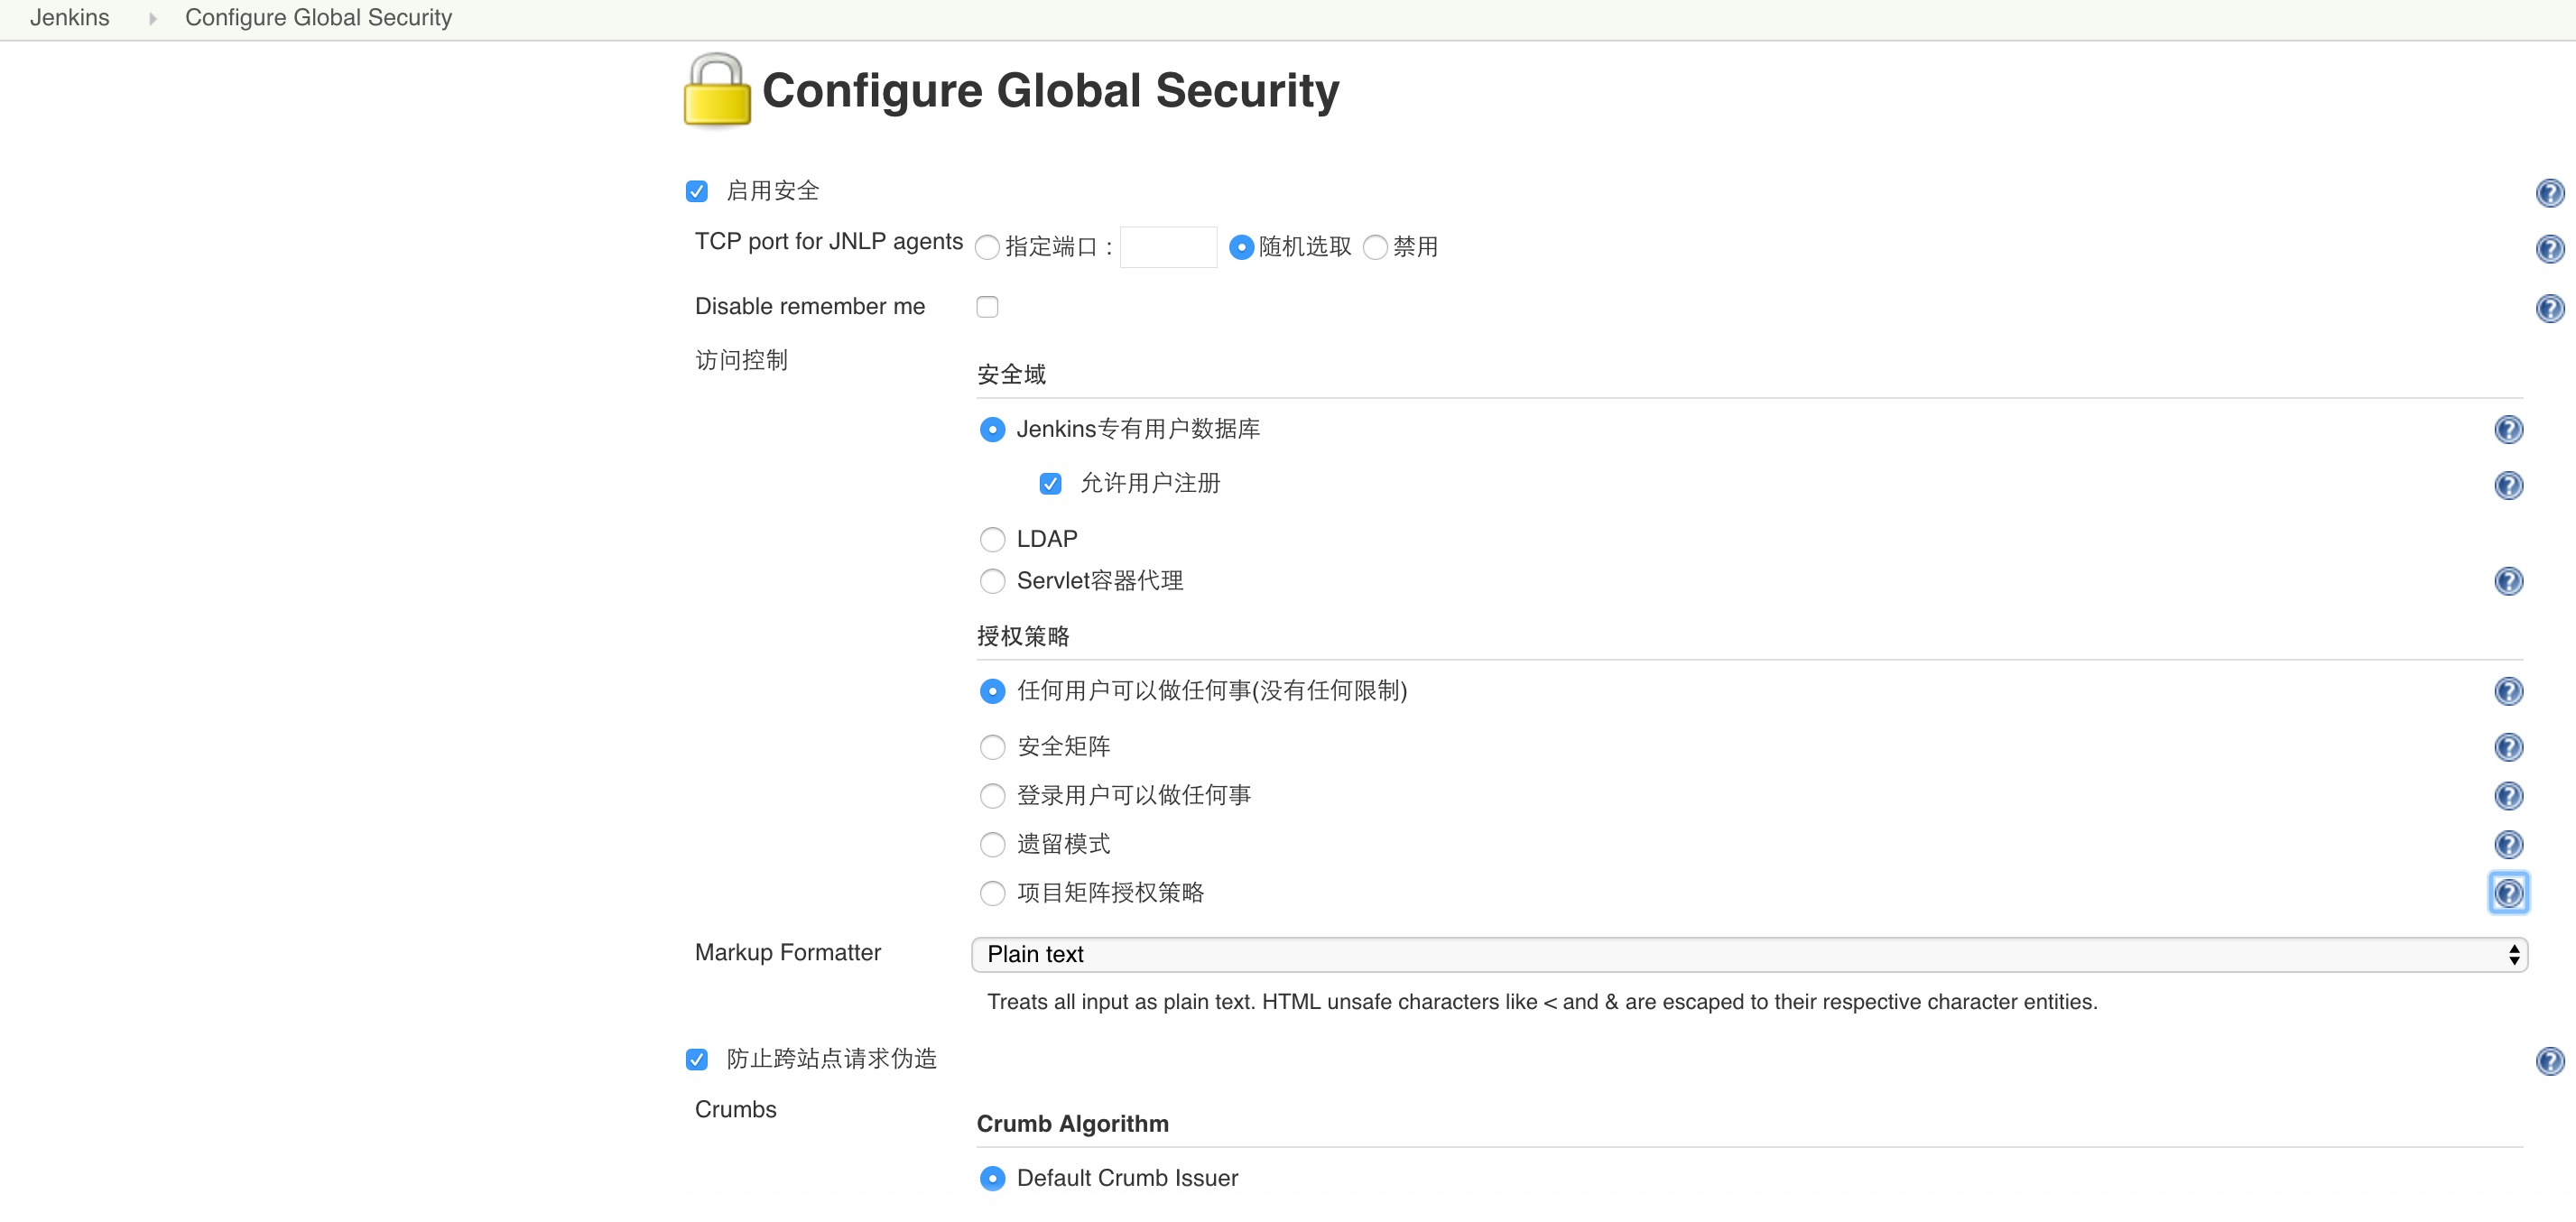 Jenkins Configure Global Security
Configure Global Security
启用安全
TCP port for JNLP agents 指定端口 : 随机选取 禁用
Disable remember me
访问控制
安全域
Jenkins专有用户数据库
允许用户注册
LDAP
Servlet容器代理
授权策略
任何用户可以做任何事(没有任何限制)
安全矩阵
登录用户可以做任何事
遗留模式
项目矩阵授权策略
Markup Formatter Plain text
Treats all input as plain text. HTML unsafe characters like < and & are escaped to their respective character entities.
防止跨站点请求伪造
Crumbs
Crumb Algorithm
Default Crumb Issuer